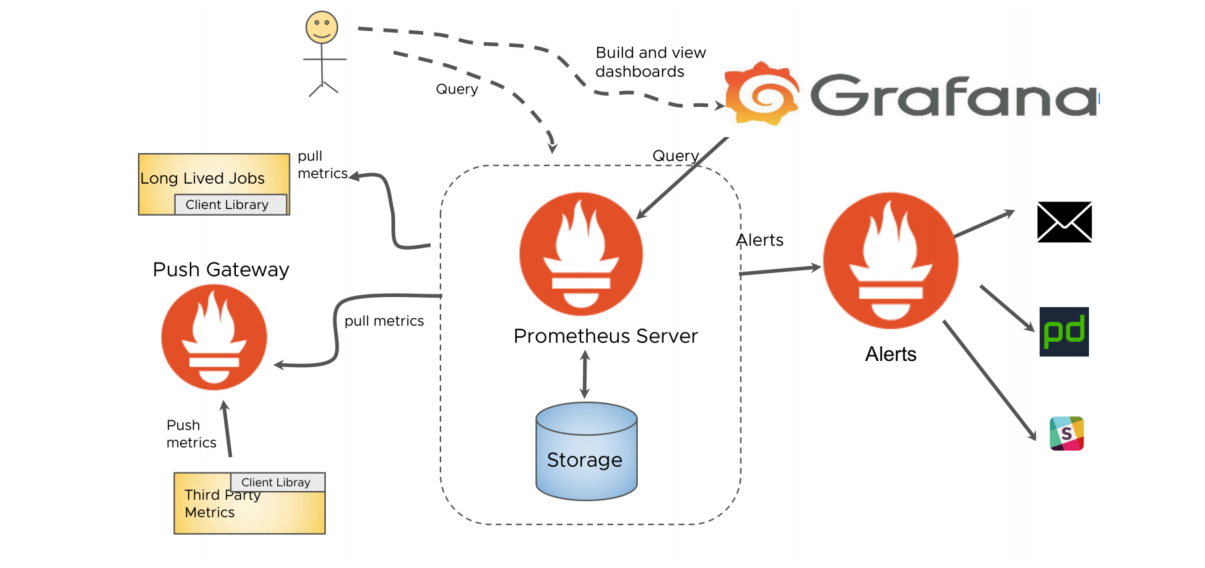 Build and view
dashboards
Query
Grafana
Query
pull
metrics
Long Lived Jobs
Client Library
Alerts
Push Gateway
pull metrics
Prometheus Server
Alerts
pd
Push
metrics
S
Storage
Client Libray
Third Party
Metrics